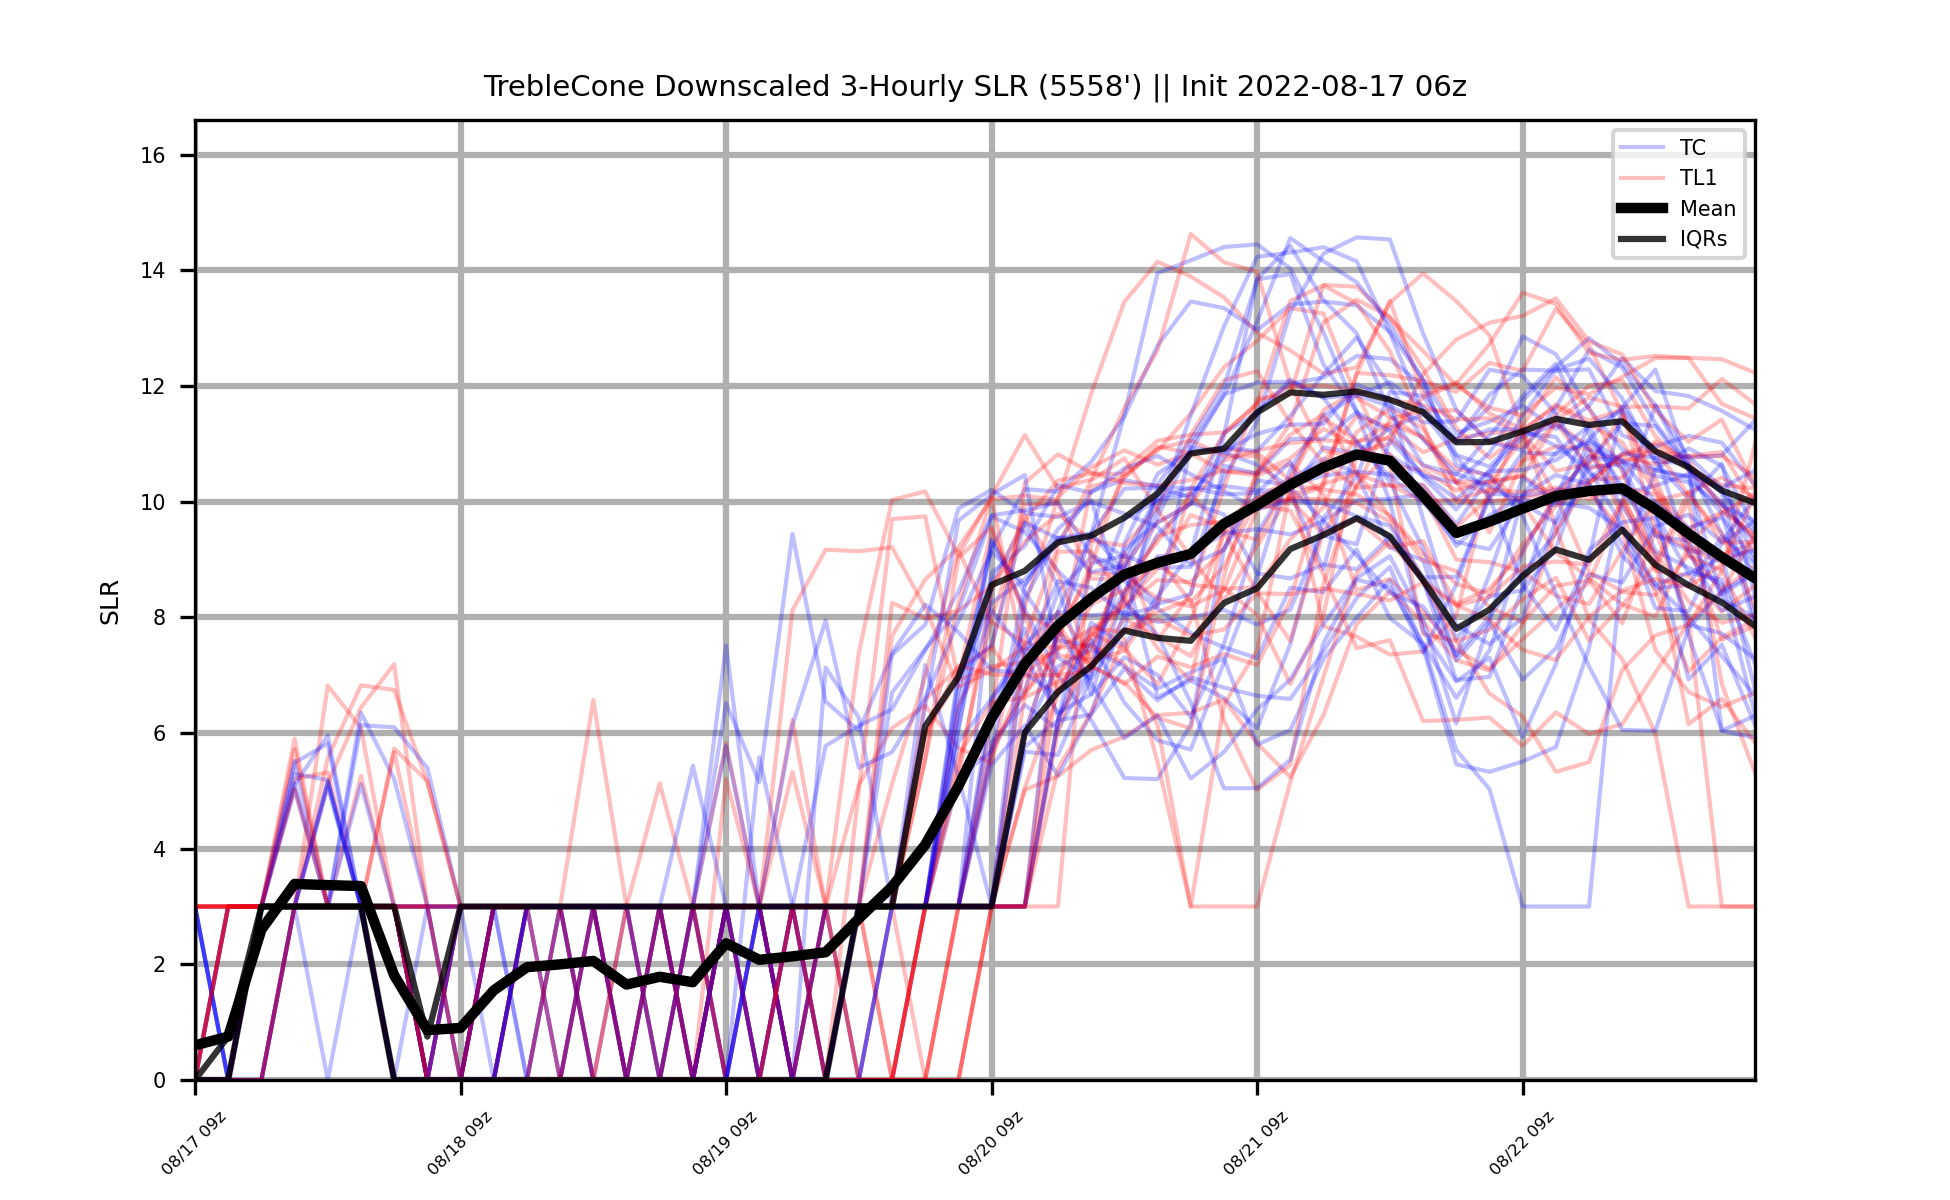 TrebleCone Downscaled 3-Hourly SLR (5558') || Init 2022-08-17 06z
TC
TL1
Mean
IQRs
SLR
16
14
12
10
8
6
4
2
0
08/17 09z
08/18 09z
08/19 09z
08/20 09z
08/21 09z
08/22 09z